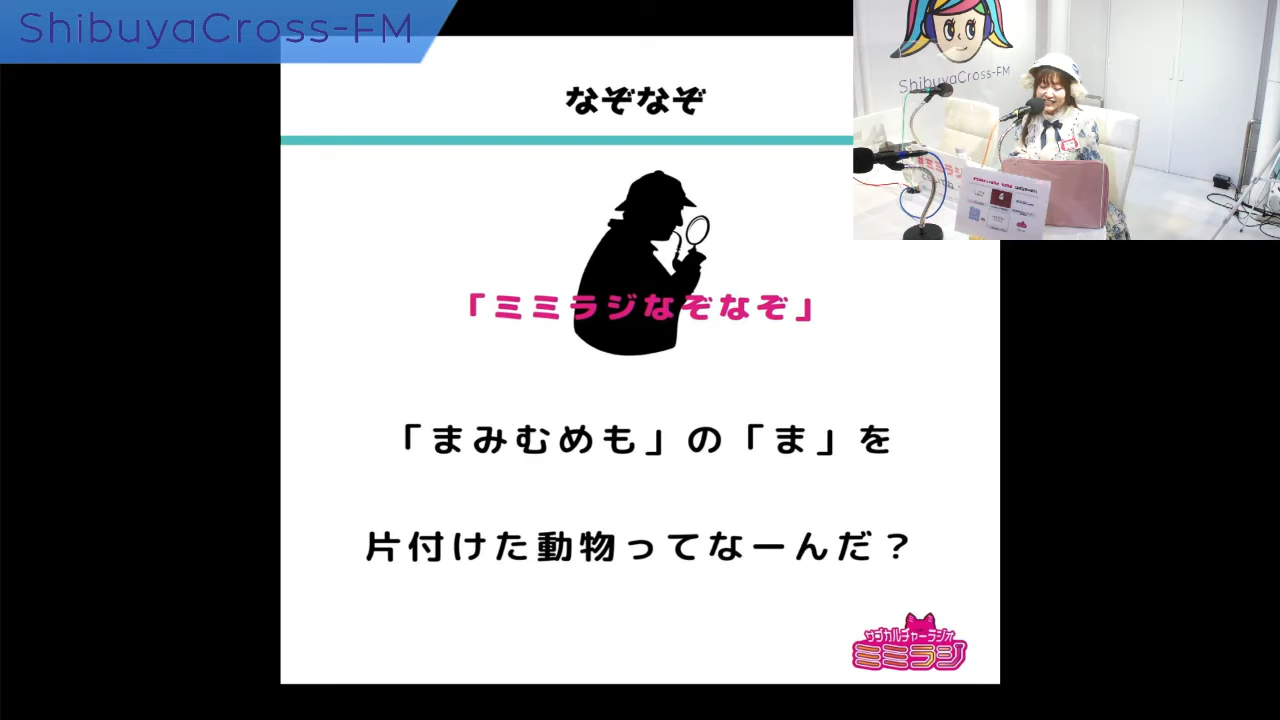 ShibuyaCross-FM
なぞなぞ
ShibuyaCross-FM
「ミミラジなぞなぞ」
「まみむめも」の「ま」を
片付けた動物ってなーんだ？
サブカルチャーラジオ
ミミラジ